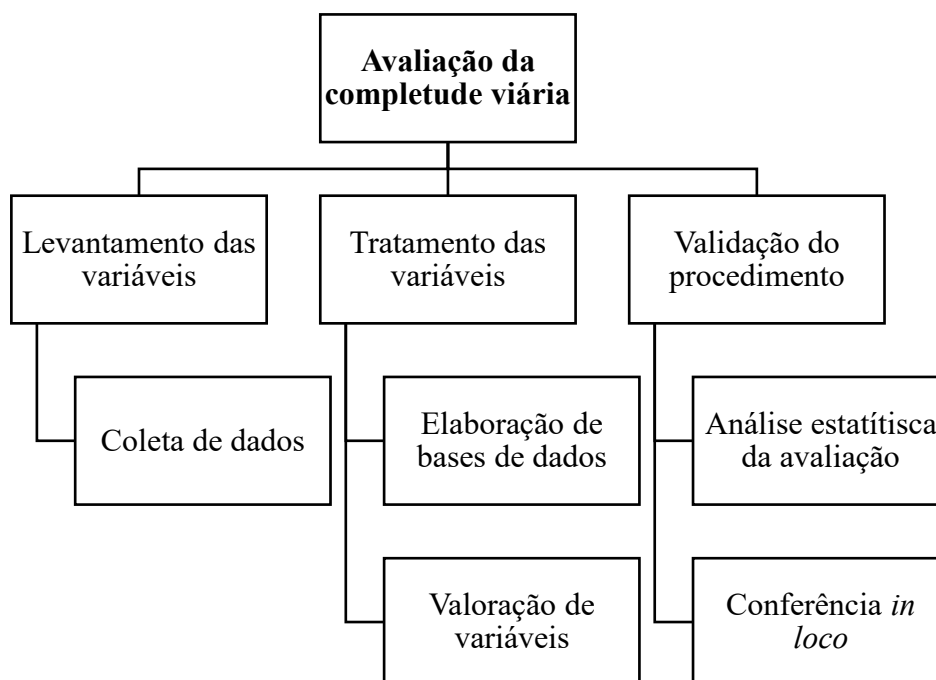 Avaliação da
completude viária
Levantamento das
variáveis
Tratamento das
variáveis
Validação do
procedimento
Coleta de dados
Elaboração de
bases de dados
Análise estatítisca
da avaliação
Valoração de
variáveis
Conferência in
loco